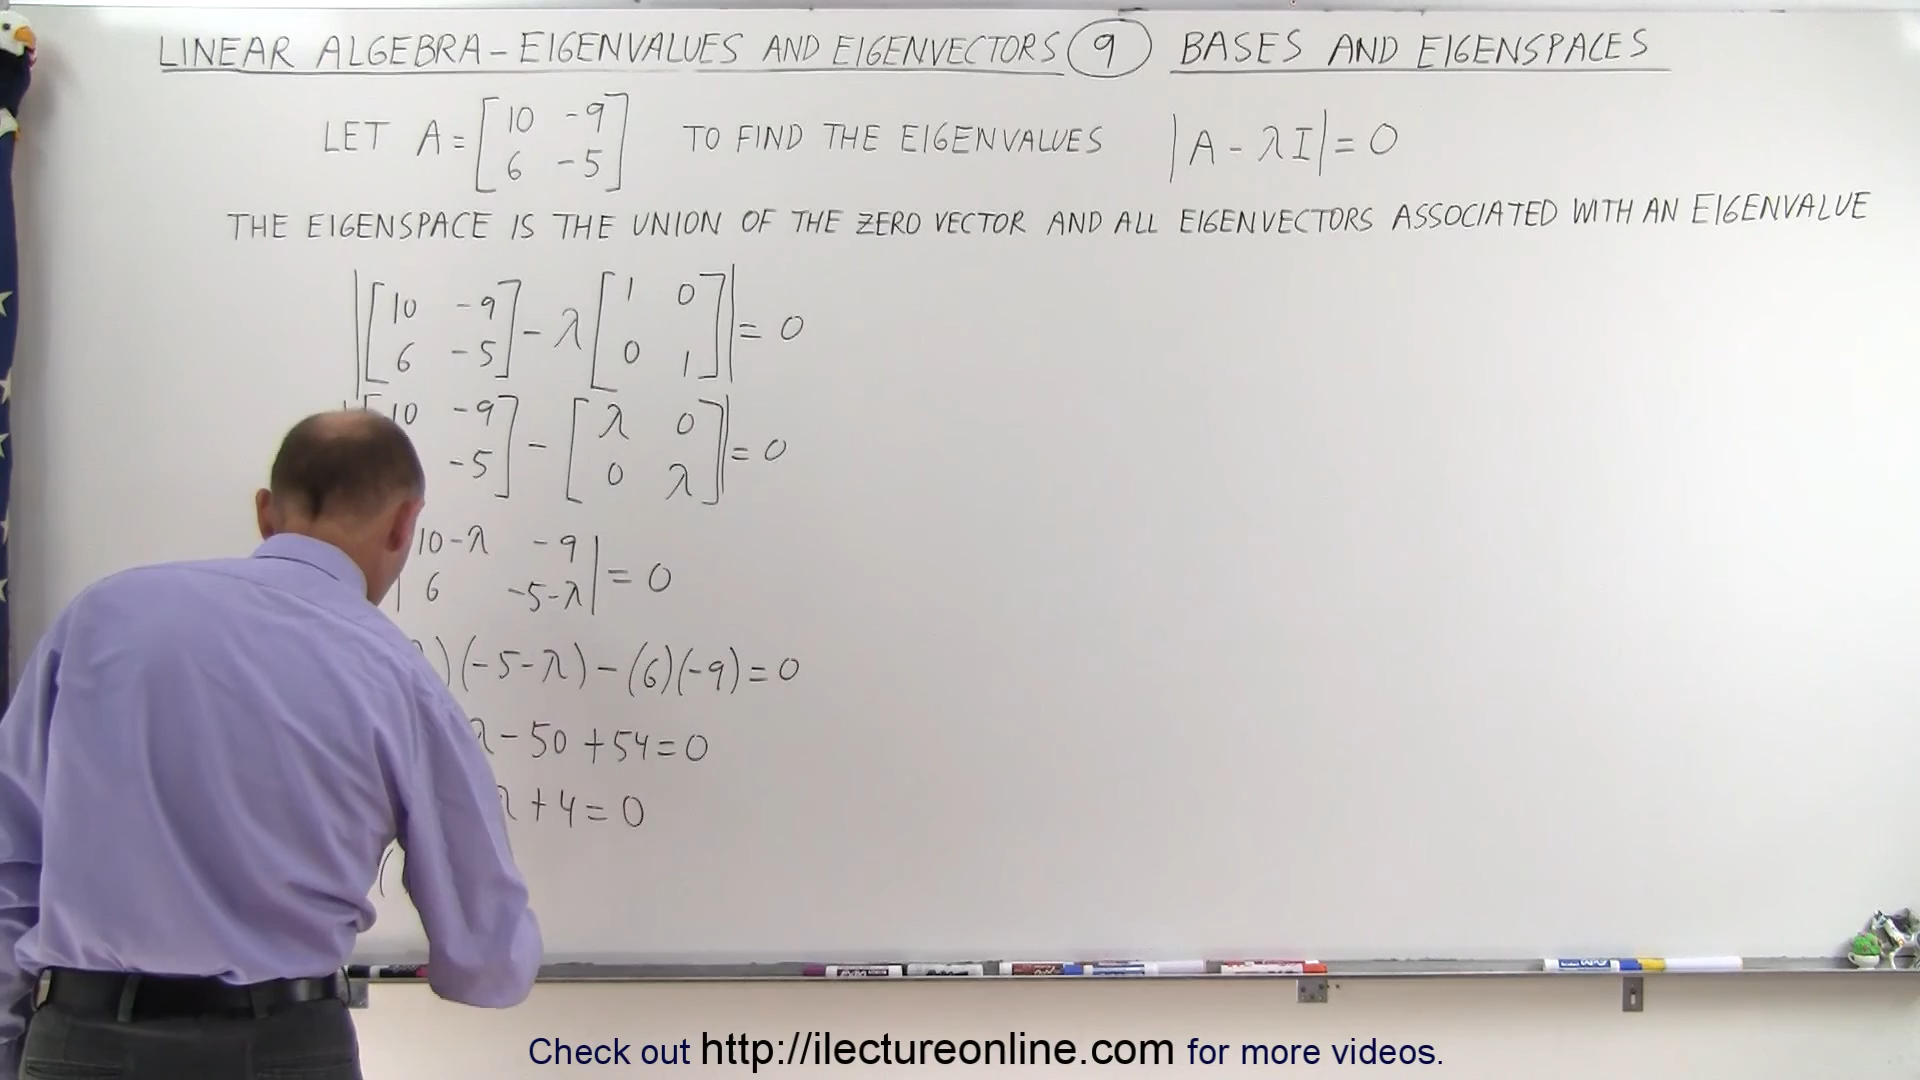 LINEAR ALGEBRA - EIGENVALUES AND EIGENVECTORS 9 BASES AND EIGENSPACES
LET A = [10 -9; 6 -5] TO FIND THE EIGENVALUES |A - λI| = 0
THE EIGENSPACE IS THE UNION OF THE ZERO VECTOR AND ALL EIGENVECTORS ASSOCIATED WITH AN EIGENVALUE
|[10 -9; 6 -5] - λ[1 0; 0 1]| = 0
10 -9
-5] - [λ 0; 0 λ]| = 0
|10-λ -9; 6 -5-λ| = 0
)(-5-λ) - (6)(-9) = 0
λ - 50 + 54 = 0
λ + 4 = 0
(
Check out http://ilectureonline.com for more videos.